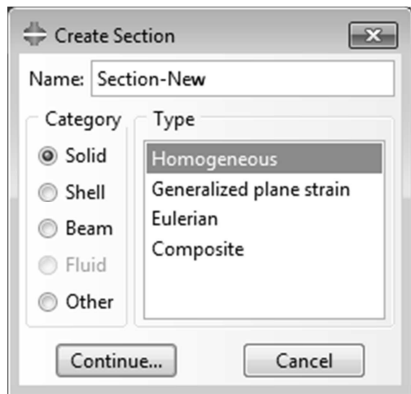 Create Section
Name: Section-New
Category Type
Solid Homogeneous
Shell Generalized plane strain
Beam Eulerian
Fluid Composite
Other
Continue... Cancel